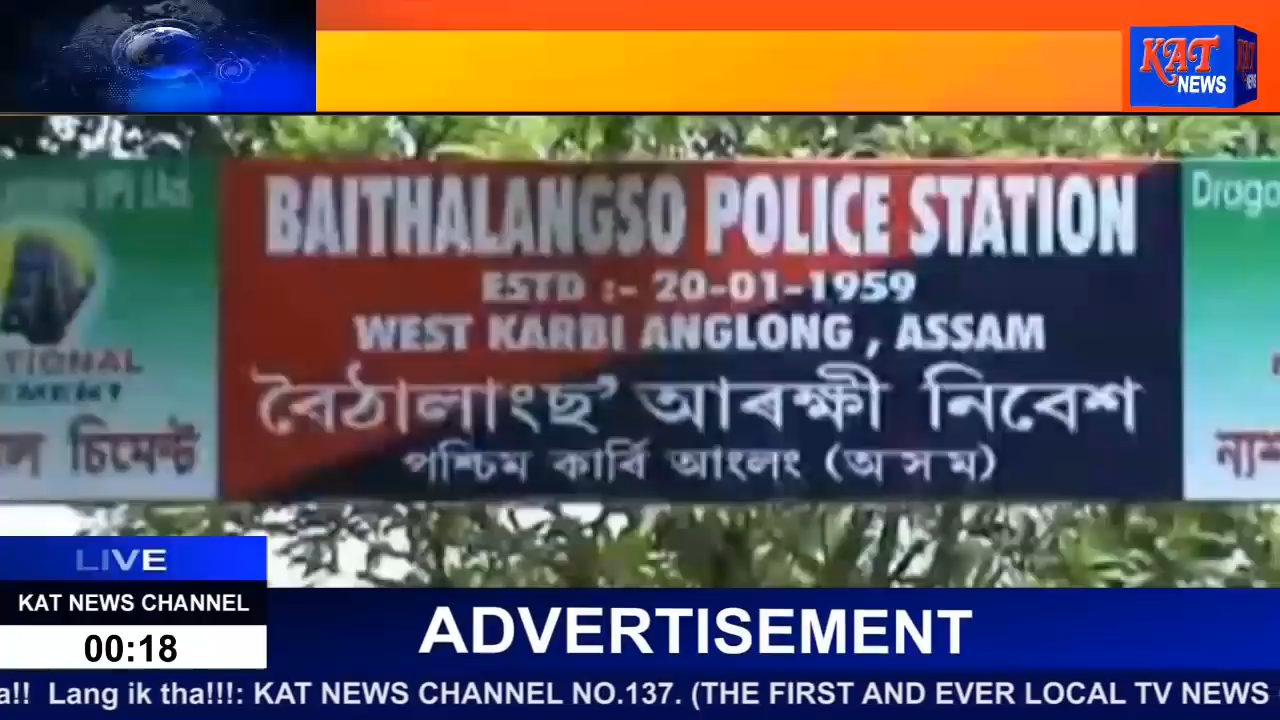 KAT
NEWS
BAITHALANGSO POLICE STATION
ESTD :- 20-01-1959
WEST KARBI ANGLONG , ASSAM
বৈঠালাংছ’ আৰক্ষী নিবেশ
পশ্চিম কাৰ্বি আংলং (অ স ম)
(P) Ltd.
TIONAL
EMENT
চিমেণ্ট
Drago
LIVE
KAT NEWS CHANNEL
00:18
ADVERTISEMENT
a!! Lang ik tha!!!: KAT NEWS CHANNEL NO.137. (THE FIRST AND EVER LOCAL TV NEWS